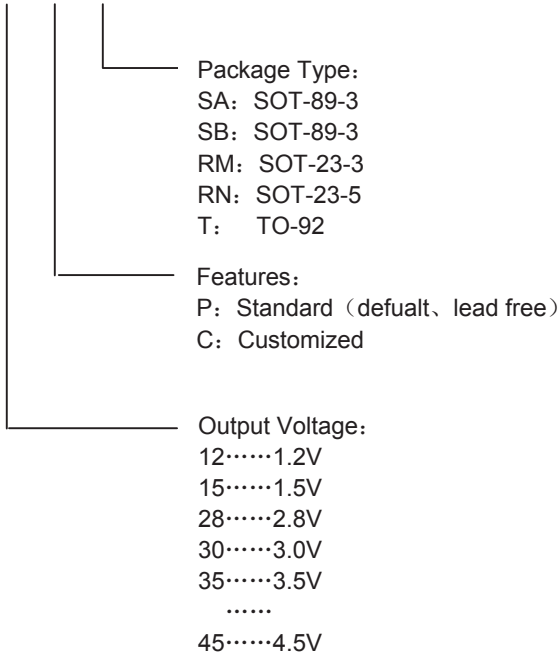 Package Type：
SA：SOT-89-3
SB：SOT-89-3
RM：SOT-23-3
RN：SOT-23-5
T： TO-92
Features：
P：Standard（defualt、lead free）
C：Customized
Output Voltage：
12……1.2V
15……1.5V
28……2.8V
30……3.0V
35……3.5V
……
45……4.5V